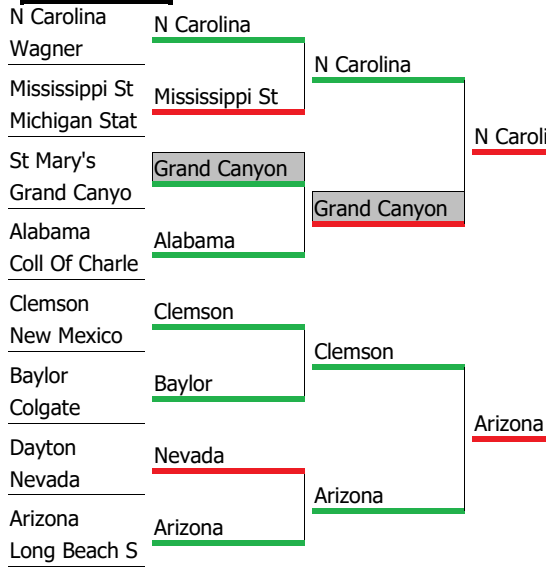 N Carolina
Wagner
Mississippi St
Michigan Stat
St Mary's
Grand Canyo
Alabama
Coll Of Charle
Clemson
New Mexico
Baylor
Colgate
Dayton
Nevada
Arizona
Long Beach S
N Carolina
Mississippi St
Grand Canyon
Alabama
Clemson
Baylor
Nevada
Arizona
N Carolina
Grand Canyon
Clemson
Arizona
N Caroli
Arizona